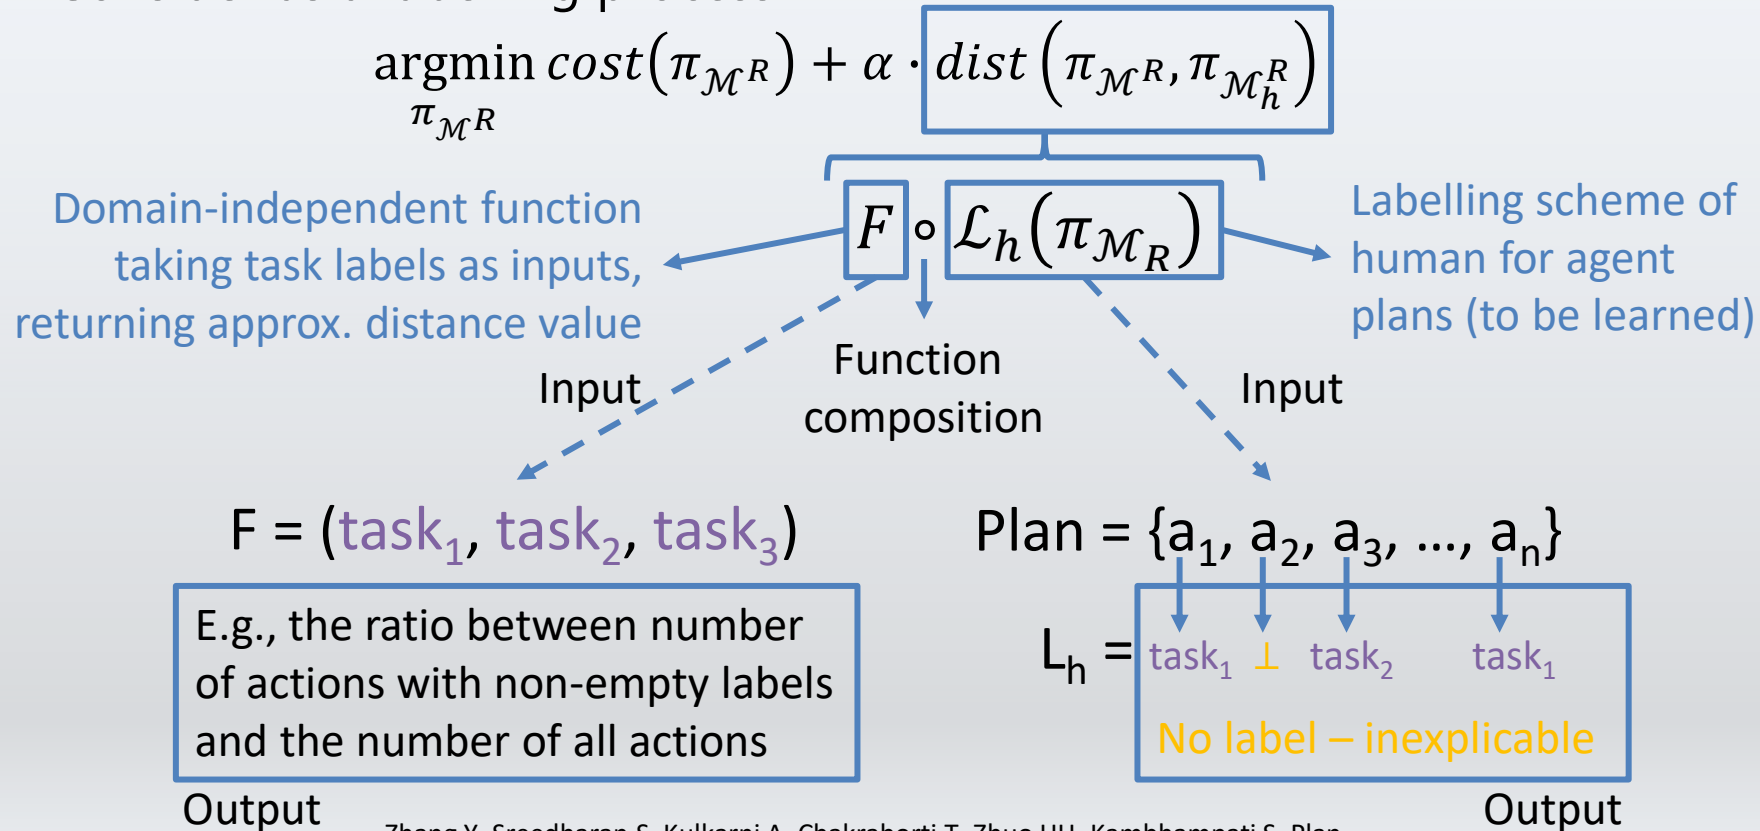 argmin cost(π_{ℳ^R}) + α · dist(π_{ℳ^R}, π_{ℳ_h^R})
π_{ℳ^R}
F ∘ ℒ_h(π_{ℳ_R})
Domain-independent function
taking task labels as inputs,
returning approx. distance value
Labelling scheme of
human for agent
plans (to be learned)
Function
composition
Input
Input
F = (task₁, task₂, task₃)
E.g., the ratio between number
of actions with non-empty labels
and the number of all actions
Output
Plan = {a₁, a₂, a₃, ..., aₙ}
L_h = task₁ ⊥ task₂ task₁
No label – inexplicable
Output